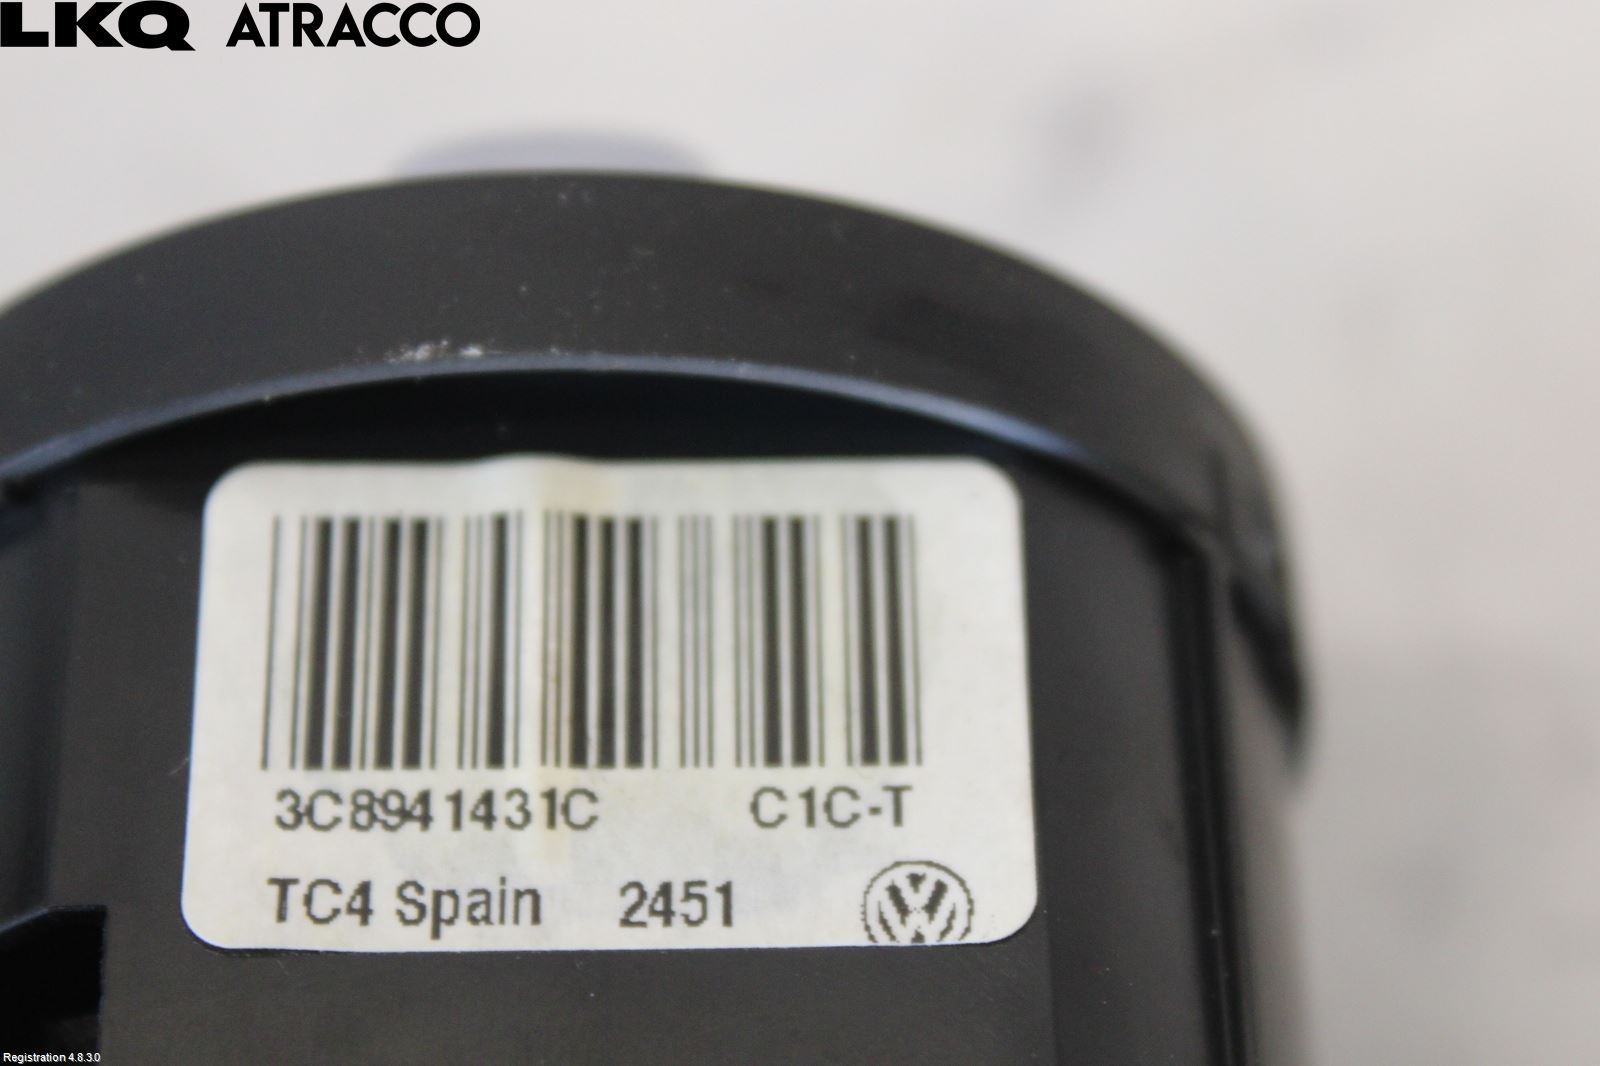 LKQ ATRACCO
3C8941431C C1C-T
TC4 Spain 2451
Registration 4.8.3.0